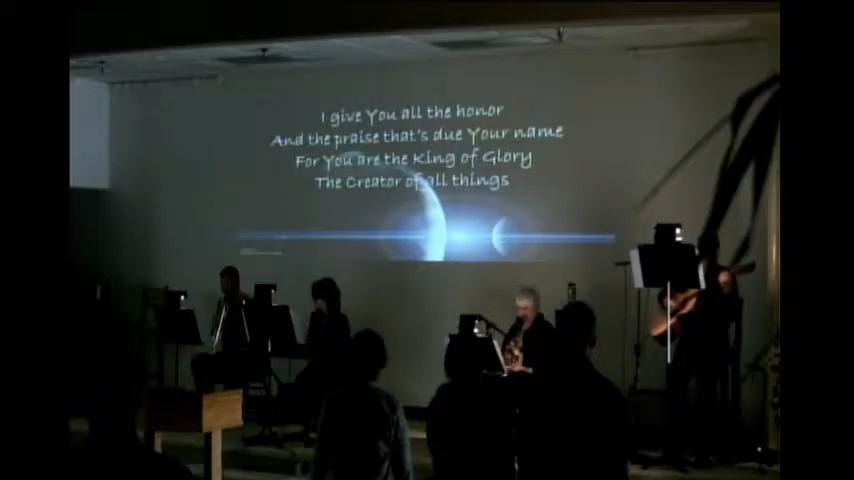 I give You all the honor
And the praise that's due Your name
For You are the King of Glory
The Creator of all things